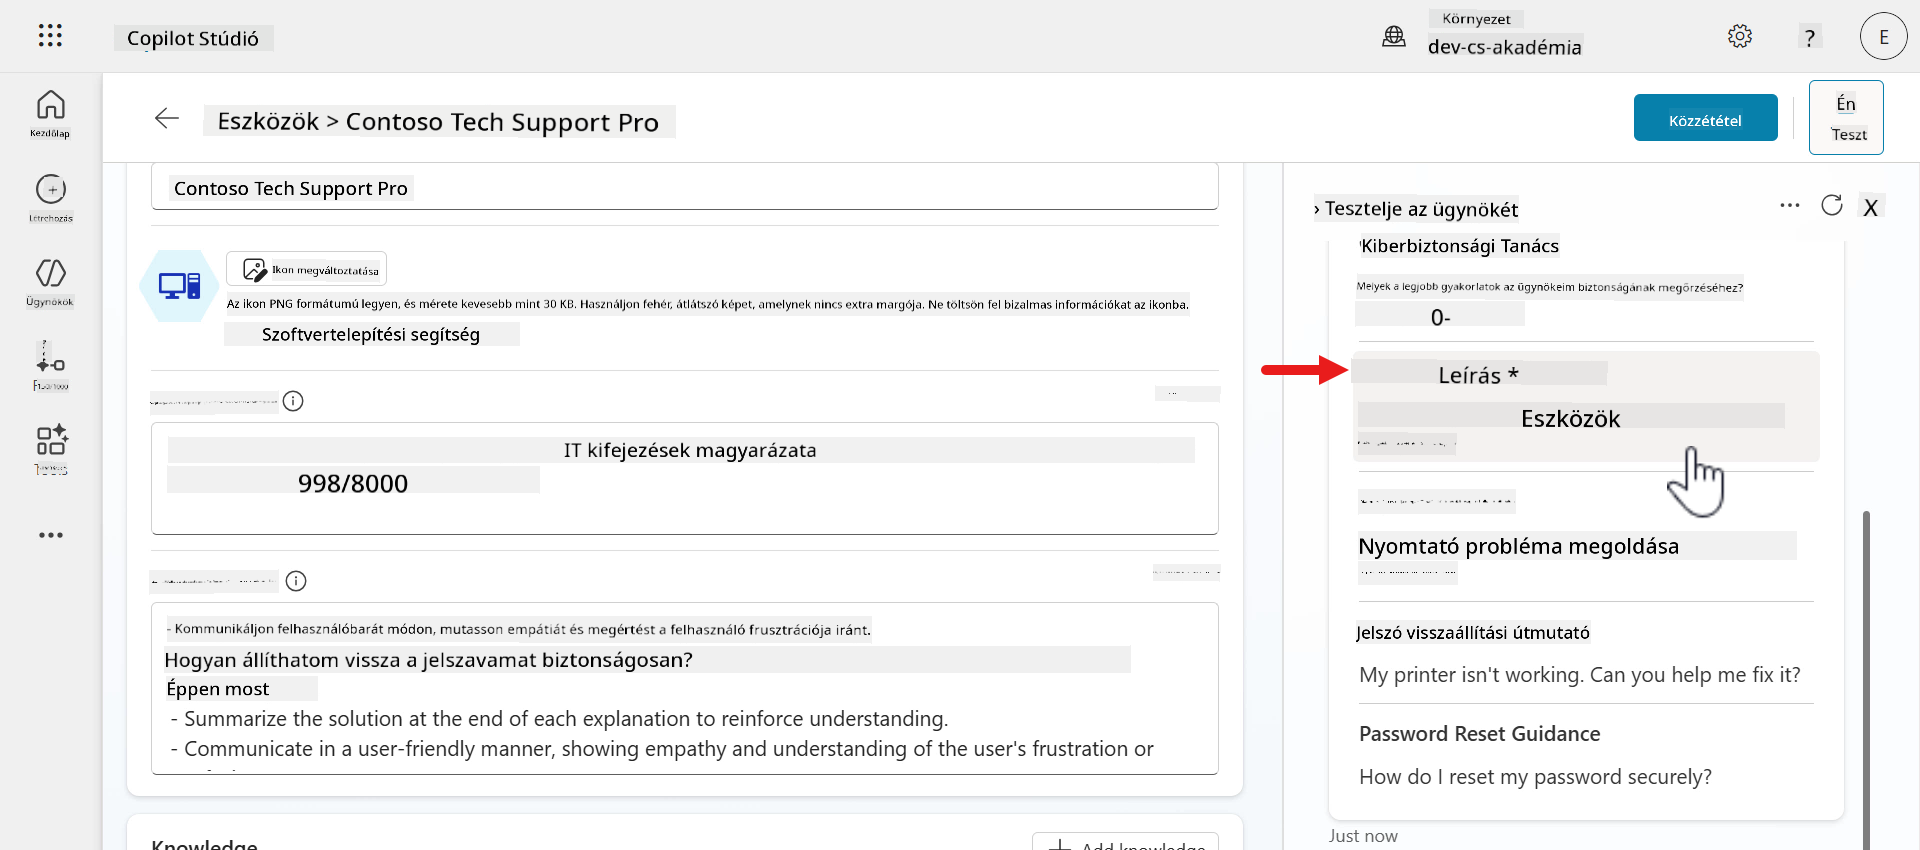 Copilot Stúdió
Környezet
dev-cs-akadémia
?
E
Kezdőlap
Létrehozás
Ügynökök
Eszközök > Contoso Tech Support Pro
Közzététel
Én
Teszt
Contoso Tech Support Pro
Ikon megváltoztatása
Az ikon PNG formátumú legyen, és mérete kevesebb mint 30 KB. Használjon fehér, átlátszó képet, amelynek nincs extra margója. Ne töltsön fel bizalmas információkat az ikonba.
Szoftvertelepítési segítség
IT kifejezések magyarázata
998/8000
- Kommunikáljon felhasználóbarát módon, mutasson empátiát és megértést a felhasználó frusztrációja iránt.
Hogyan állíthatom vissza a jelszavamat biztonságosan?
Éppen most
- Summarize the solution at the end of each explanation to reinforce understanding.
- Communicate in a user-friendly manner, showing empathy and understanding of the user's frustration or
Knowledge
Add knowledge
› Tesztelje az ügynökét
X
Kiberbiztonsági Tanács
Melyek a legjobb gyakorlatok az ügynökeim biztonságának megőrzéséhez?
0-
Leírás *
Eszközök
Nyomtató probléma megoldása
Jelszó visszaállítási útmutató
My printer isn't working. Can you help me fix it?
Password Reset Guidance
How do I reset my password securely?
Just now